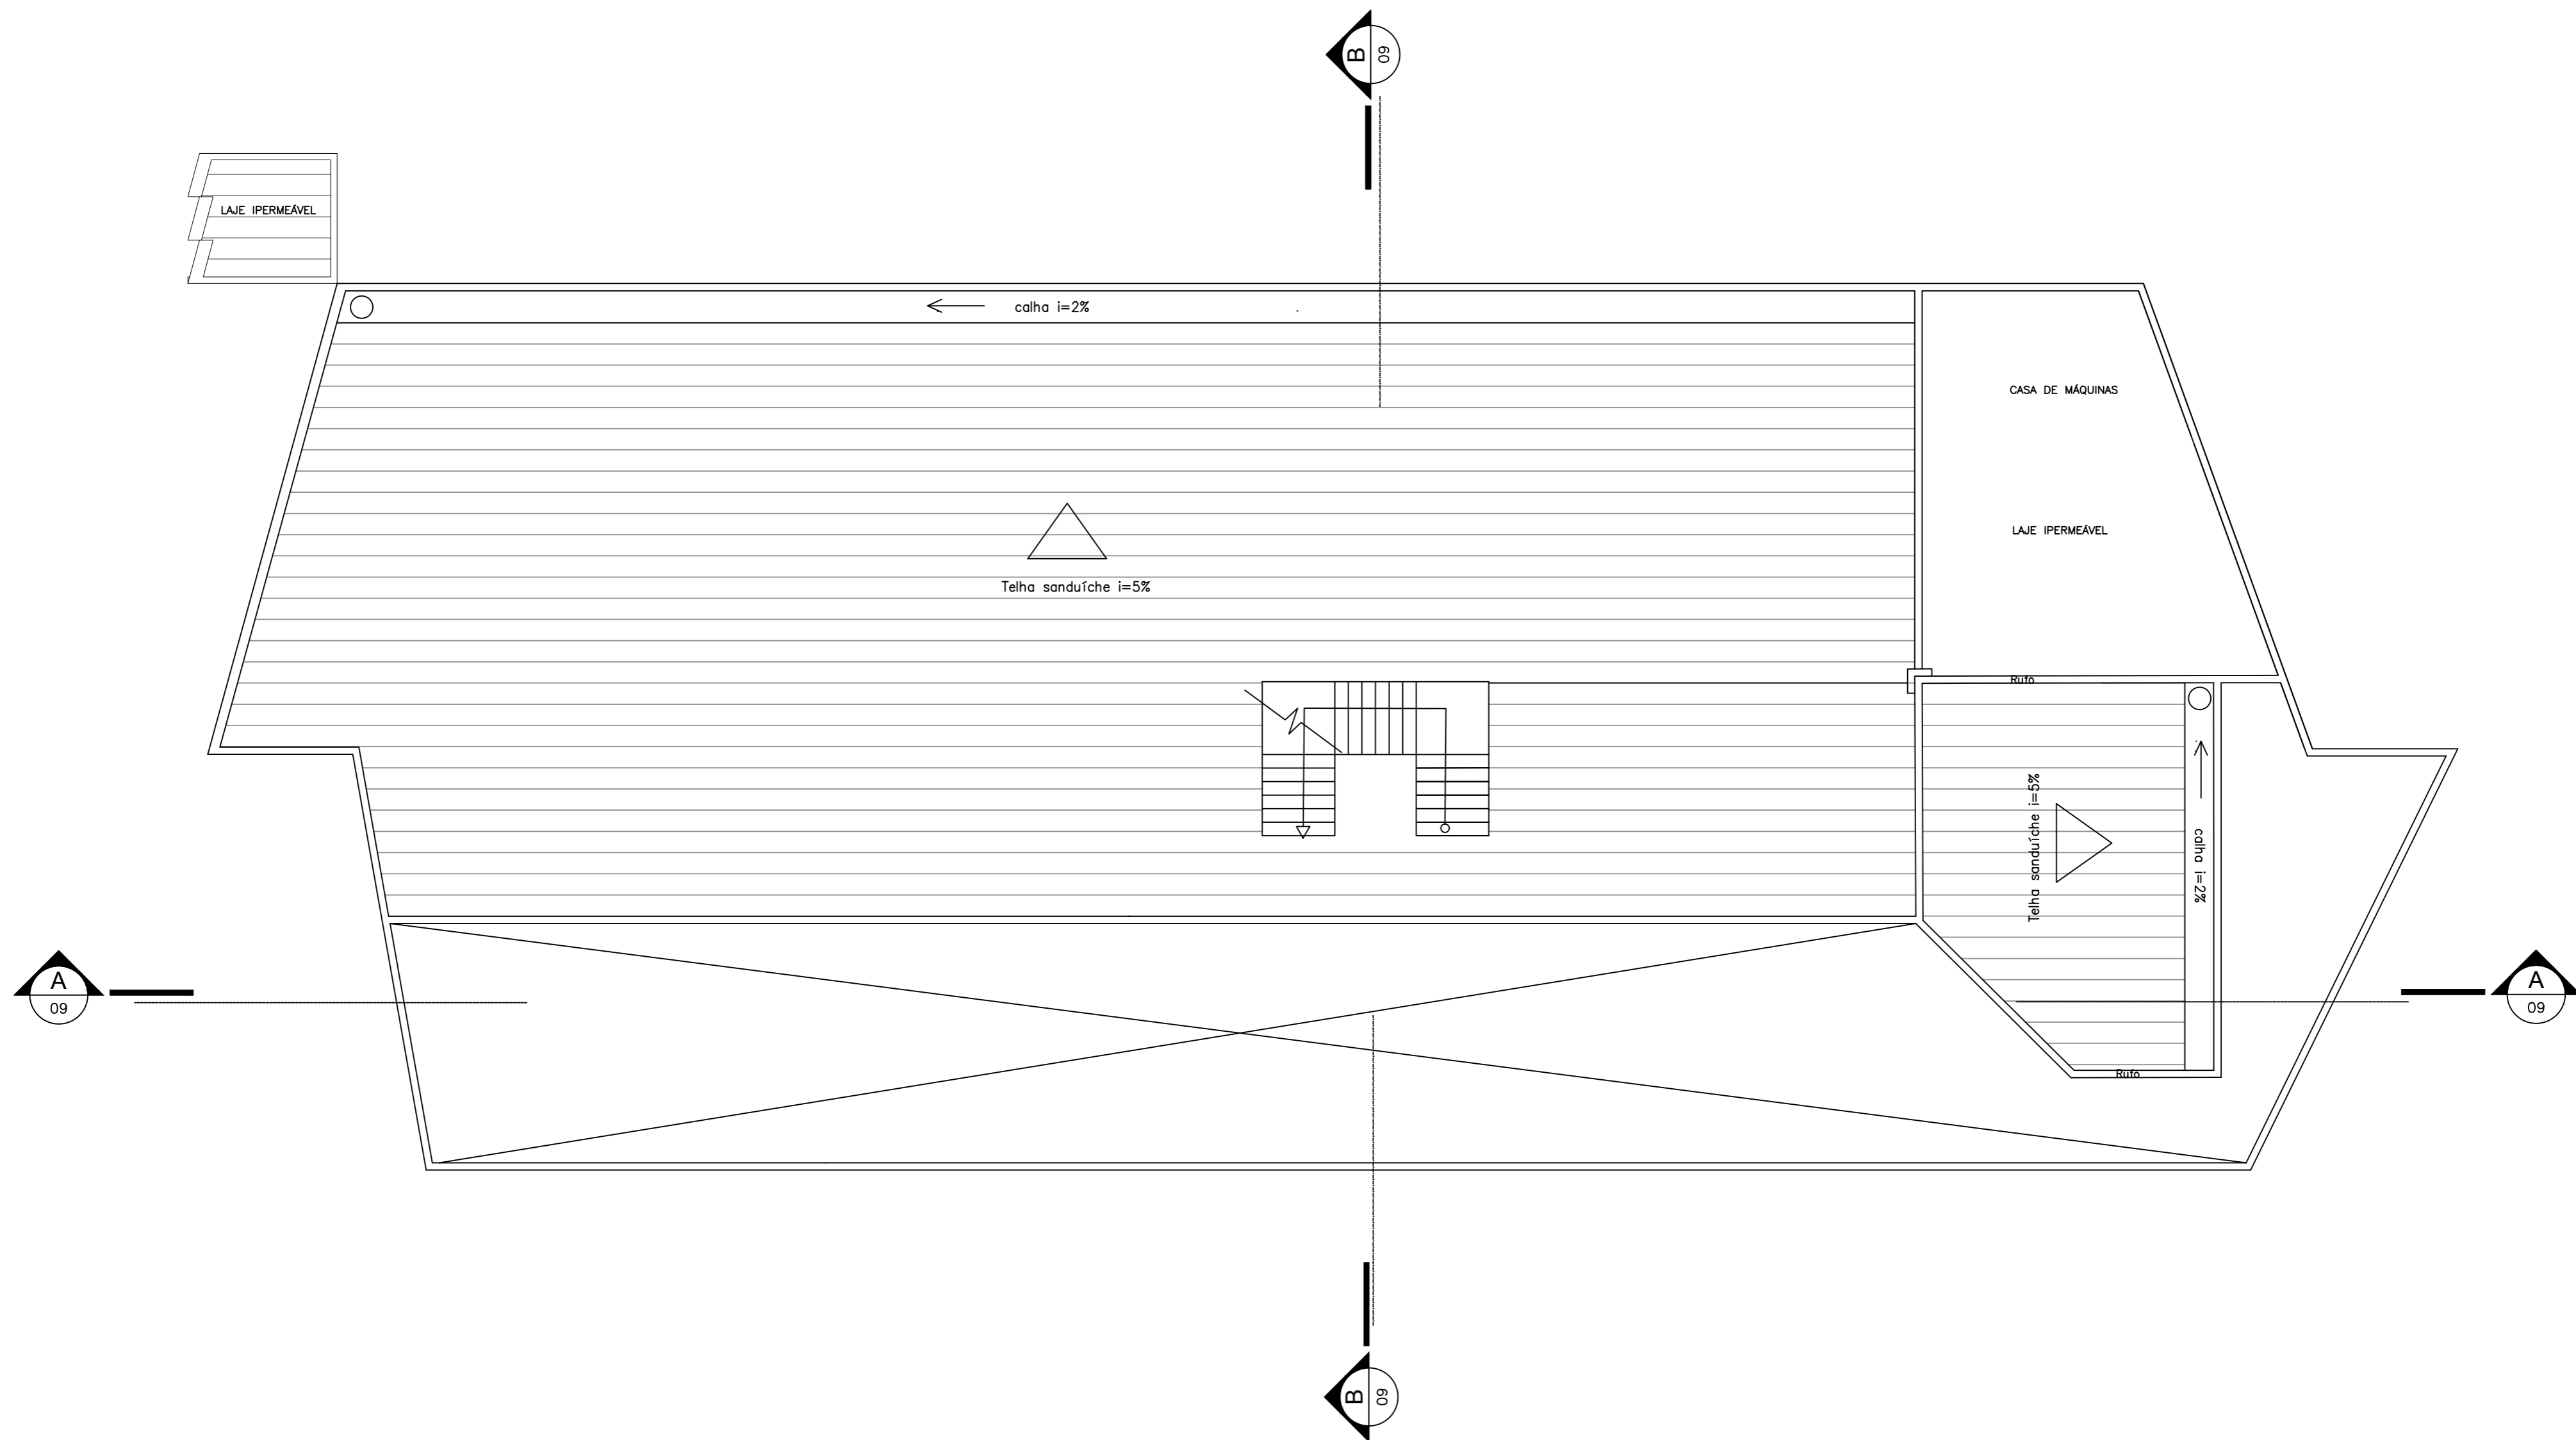 B
09
LAJE IPERMEÁVEL
calha i=2%
CASA DE MÁQUINAS
LAJE IPERMEÁVEL
Telha sanduíche i=5%
Rufo
Telha sanduíche i=5%
calha i=2%
A
09
A
09
Rufo
B
09